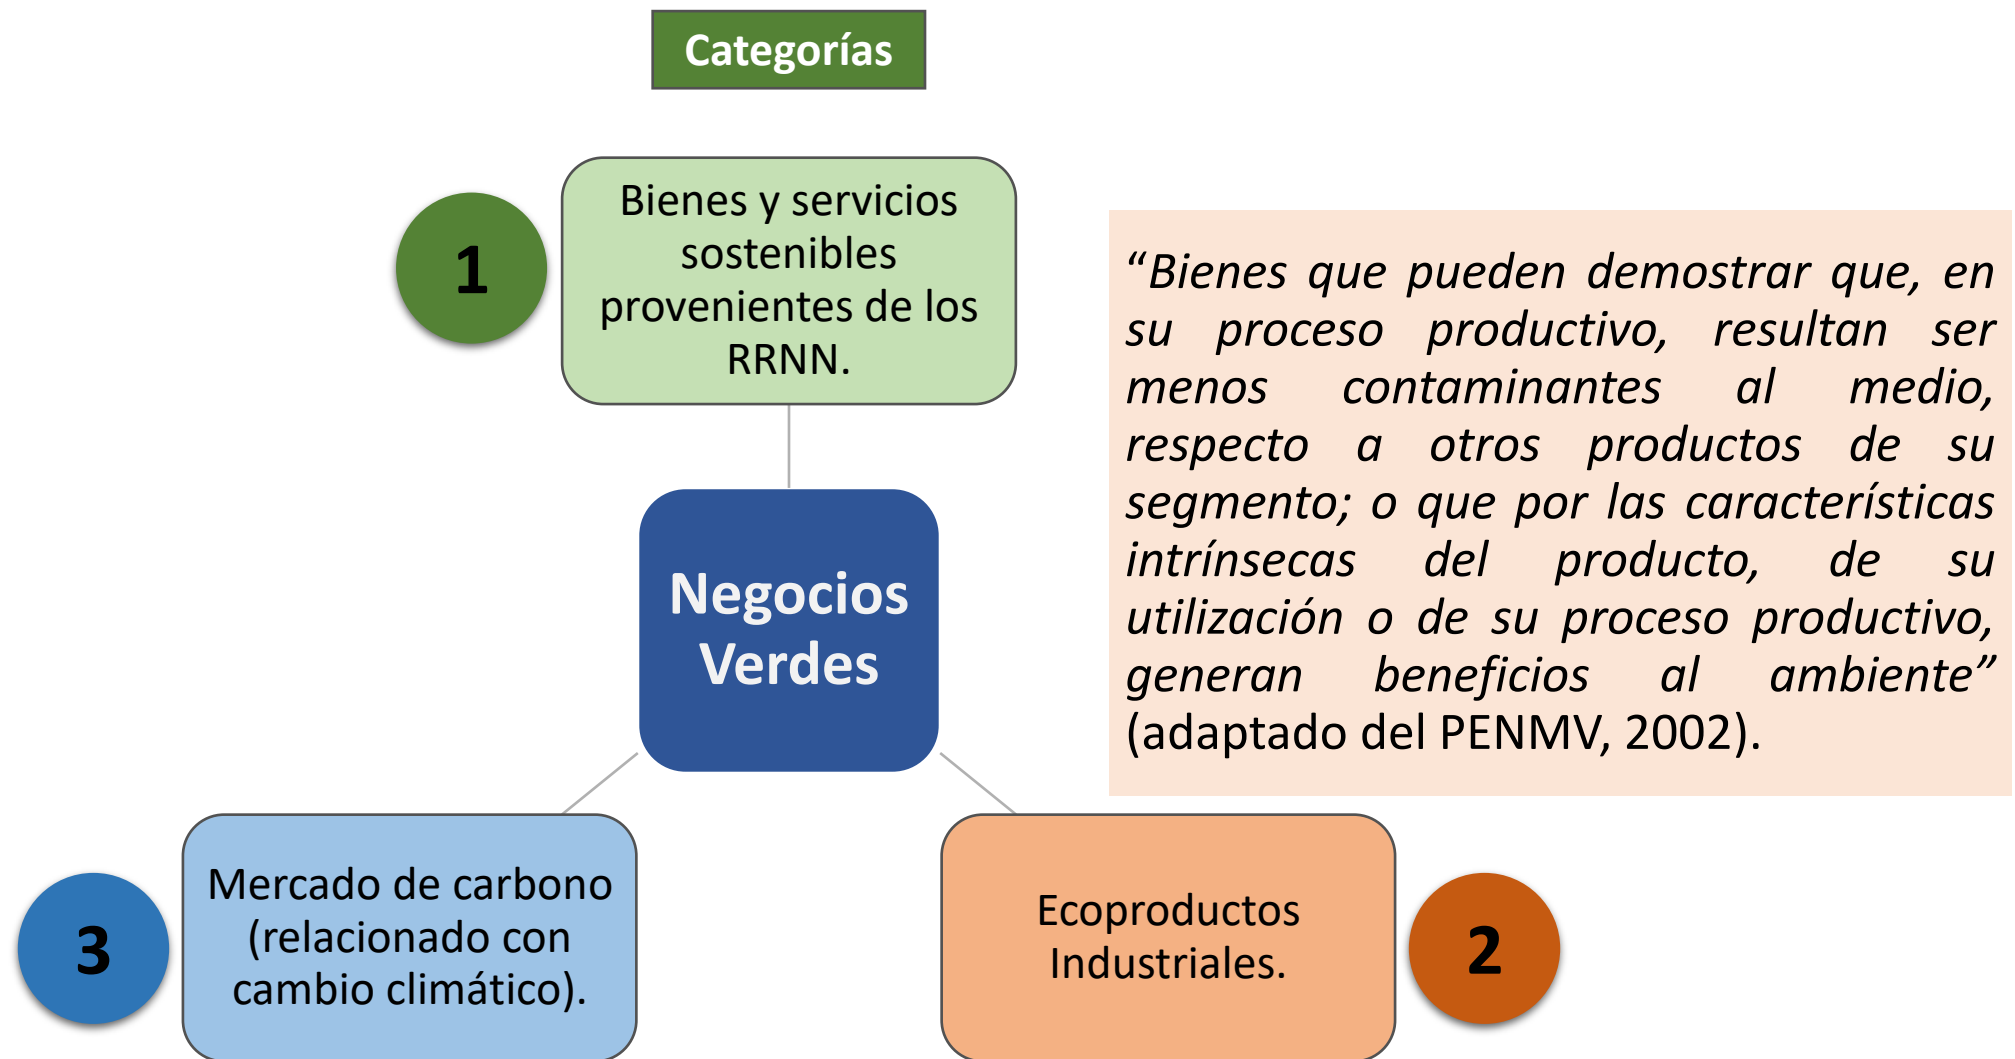 Categorías
1
Bienes y servicios
sostenibles
provenientes de los
RRNN.
“Bienes que pueden demostrar que, en
su proceso productivo, resultan ser
menos contaminantes al medio,
respecto a otros productos de su
segmento; o que por las características
intrínsecas del producto, de su
utilización o de su proceso productivo,
generan beneficios al ambiente”
(adaptado del PENMV, 2002).
Negocios
Verdes
3
Mercado de carbono
(relacionado con
cambio climático).
Ecoproductos
Industriales.
2